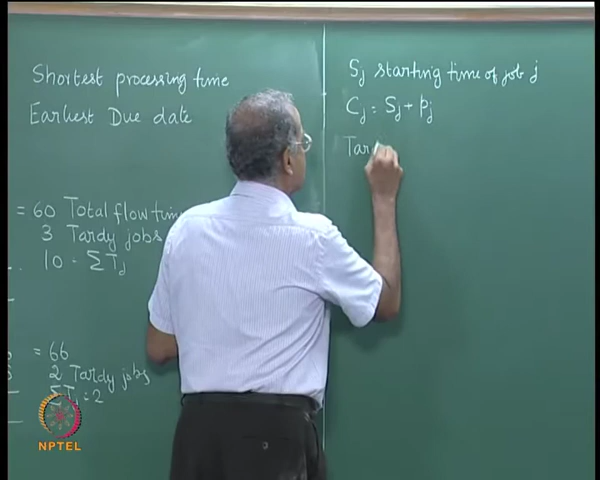 Shortest processing time
Earliest Due date
= 60 Total flow time
3 Tardy jobs
10 = ΣTj
= 66
2 Tardy jobs
= 2
Sj starting time of job j
Cj = Sj + pj
Tar
NPTEL